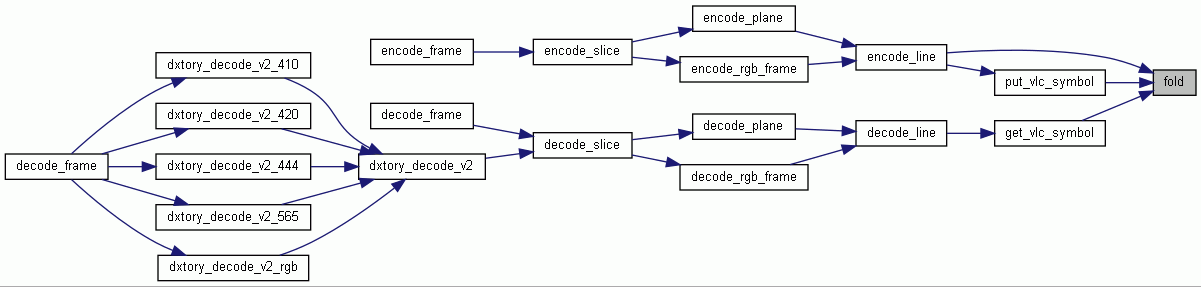 encode_plane
encode_frame
encode_slice
encode_line
dxtory_decode_v2_410
encode_rgb_frame
put_vlc_symbol
fold
dxtory_decode_v2_420
decode_frame
decode_plane
decode_line
get_vlc_symbol
decode_slice
decode_frame
dxtory_decode_v2_444
dxtory_decode_v2
decode_rgb_frame
dxtory_decode_v2_565
dxtory_decode_v2_rgb